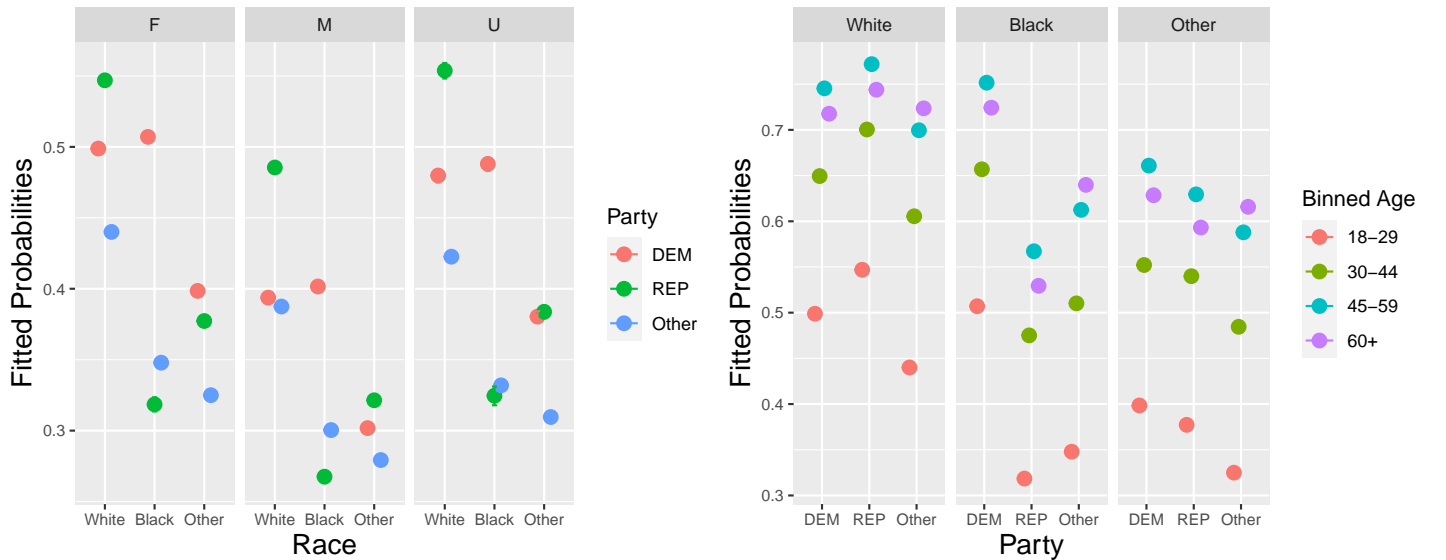 F M U
Fitted Probabilities
0.5
0.4
0.3
White Black Other White Black Other White Black Other
Race
Party
DEM
REP
Other
White Black Other
Fitted Probabilities
0.7
0.6
0.5
0.4
0.3
DEM REP Other DEM REP Other DEM REP Other
Party
Binned Age
18–29
30–44
45–59
60+